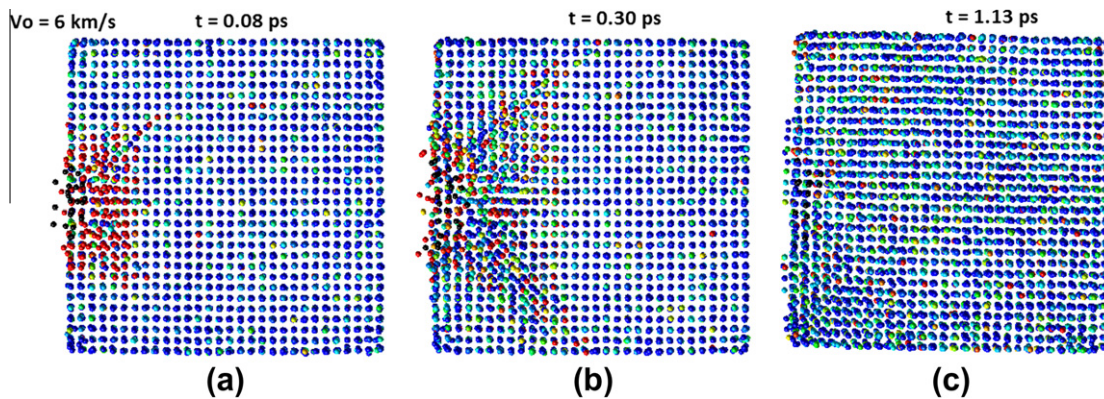 Vo = 6 km/s
t = 0.08 ps
t = 0.30 ps
t = 1.13 ps
(a)
(b)
(c)